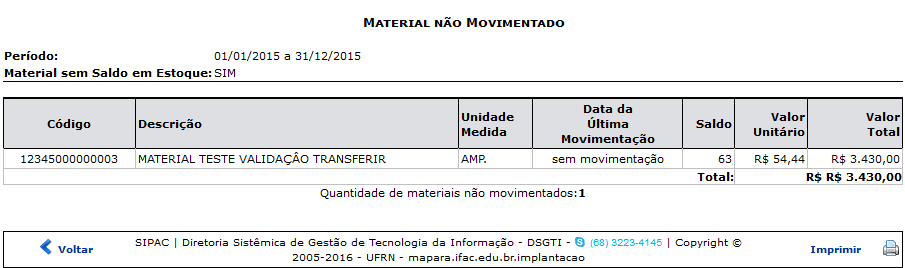 MATERIAL NÃO MOVIMENTADO
Período: 01/01/2015 a 31/12/2015
Material sem Saldo em Estoque: SIM
Código Descrição Unidade Medida Data da Última Movimentação Saldo Valor Unitário Valor Total
12345000000003 MATERIAL TESTE VALIDAÇÂO TRANSFERIR AMP. sem movimentação 63 R$ 54,44 R$ 3.430,00
Total: R$ R$ 3.430,00
Quantidade de materiais não movimentados:1
Voltar
SIPAC | Diretoria Sistêmica de Gestão de Tecnologia da Informação - DSGTI - (68) 3223-4145 | Copyright ©
2005-2016 - UFRN - mapara.ifac.edu.br.implantacao
Imprimir